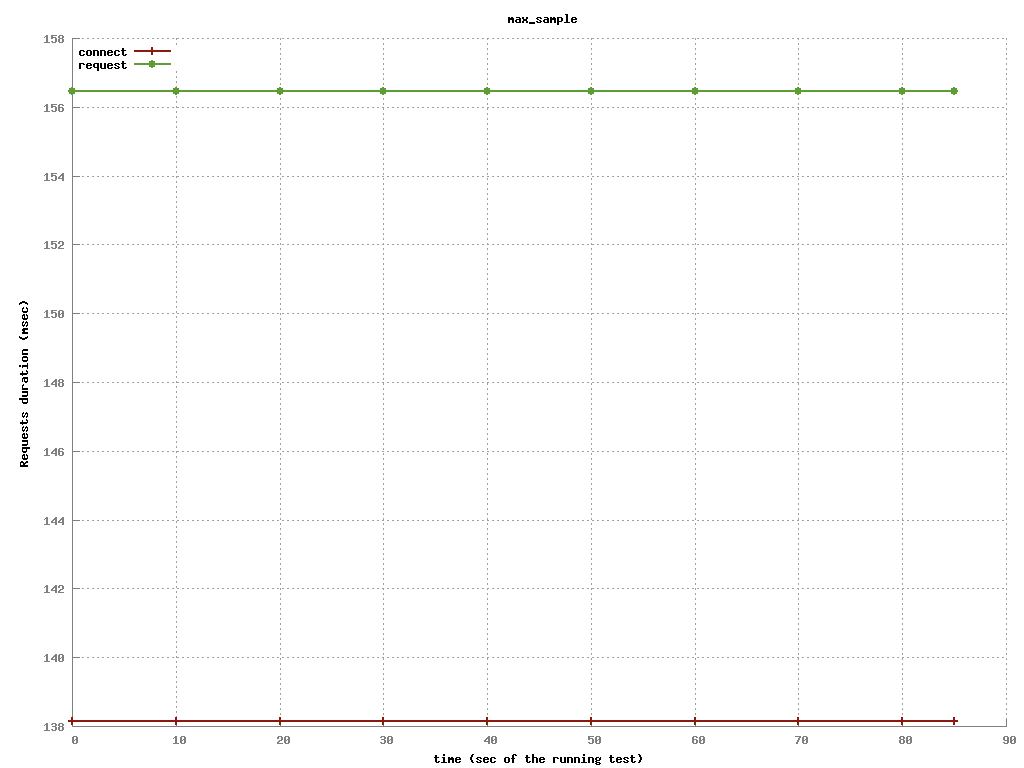 max_sample
connect
request
158
156
154
152
150
148
146
144
142
140
138
0 10 20 30 40 50 60 70 80 90
Requests duration (msec)
time (sec of the running test)